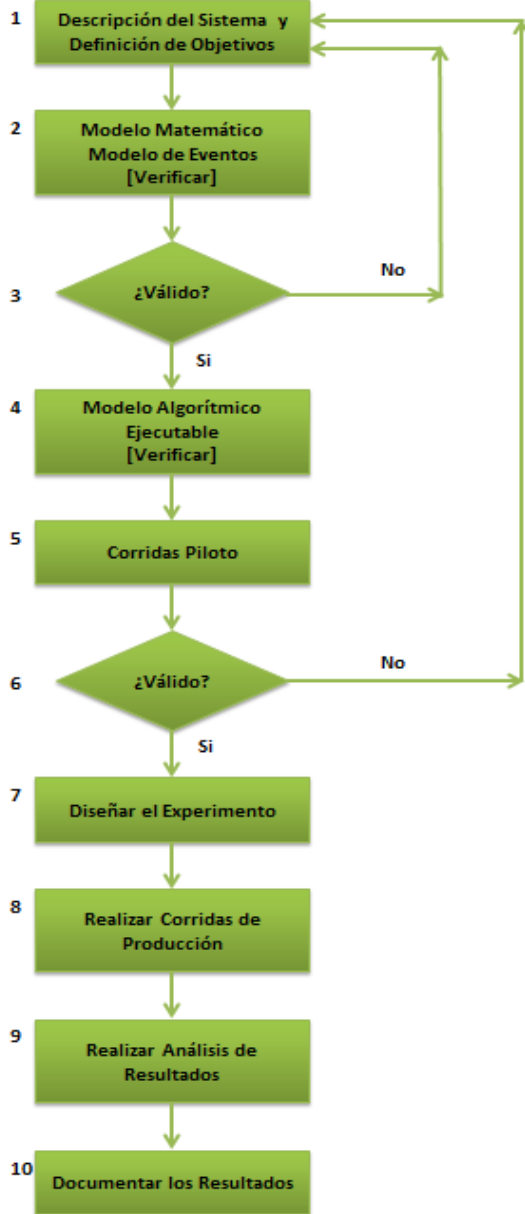 1
Descripción del Sistema y
Definición de Objetivos
2
Modelo Matemático
Modelo de Eventos
[Verificar]
3
¿Válido?
No
Si
4
Modelo Algorítmico
Ejecutable
[Verificar]
5
Corridas Piloto
6
¿Válido?
No
Si
7
Diseñar el Experimento
8
Realizar Corridas de
Producción
9
Realizar Análisis de
Resultados
10
Documentar los Resultados